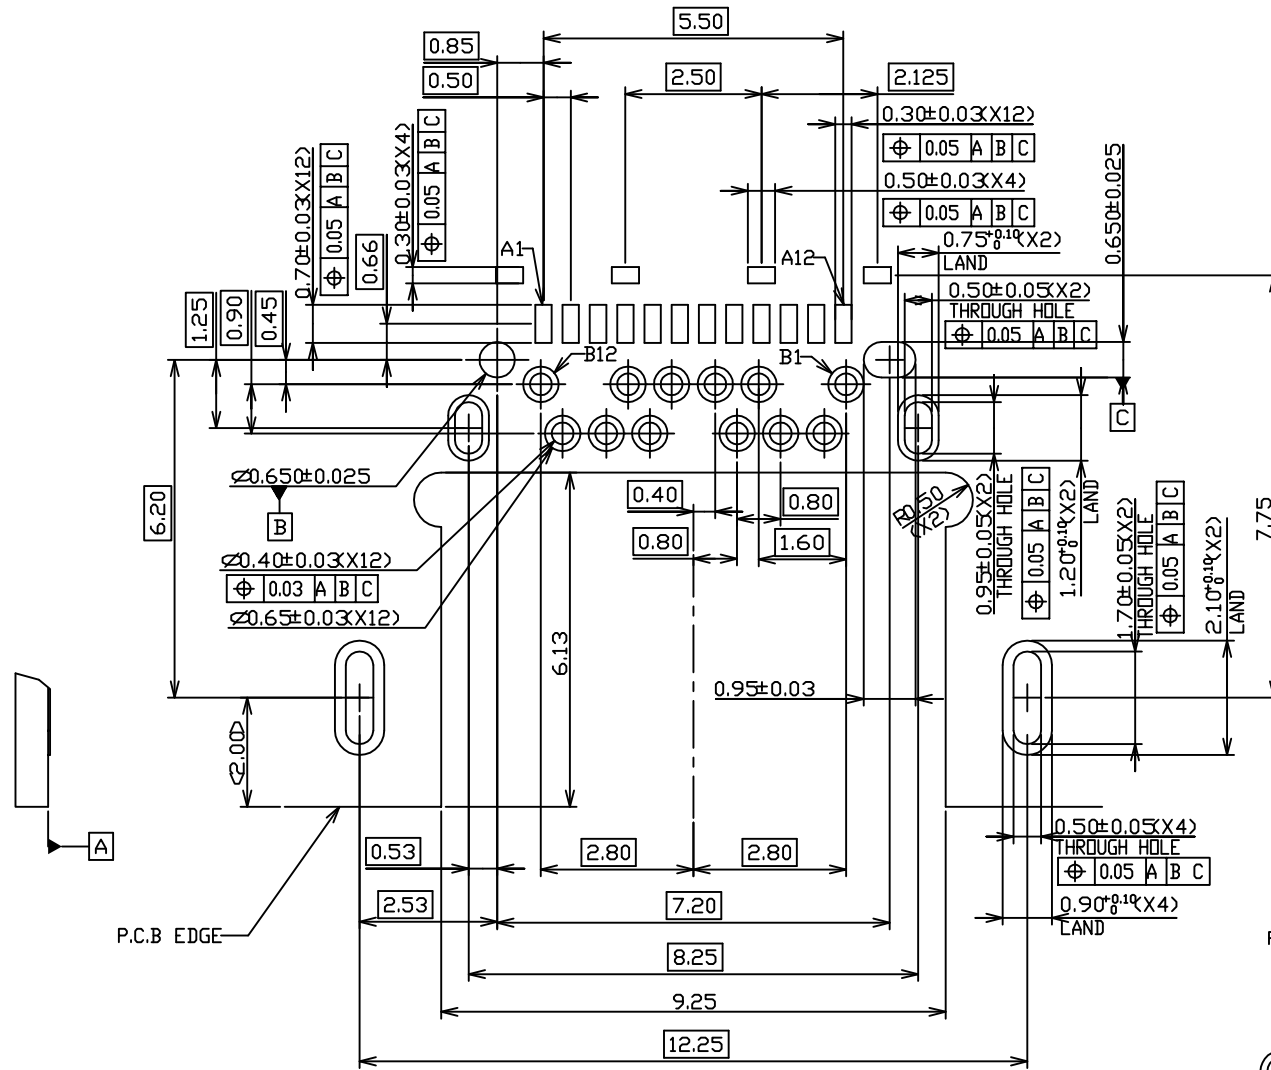 5.50
0.85
2.50
2.125
0.50
0.30±0.03(X12)
⌖ 0.05 A B C
0.50±0.03(X4)
⌖ 0.05 A B C
0.75 +0.10 0 (X2)
LAND
0.50±0.05(X2)
THROUGH HOLE
⌖ 0.05 A B C
0.650±0.025
C
0.30±0.03(X4)
⌖ 0.05 A B C
0.70±0.03(X12)
⌖ 0.05 A B C
0.66
0.45
0.90
1.25
A1
A12
B12
B1
6.20
Ø0.650±0.025
B
Ø0.40±0.03(X12)
⌖ 0.03 A B C
Ø0.65±0.03(X12)
0.40
0.80
0.80
1.60
R0.50
(X2)
0.95±0.05(X2)
THROUGH HOLE
⌖ 0.05 A B C
1.20 +0.10 0 (X2)
LAND
1.70±0.05(X2)
THROUGH HOLE
⌖ 0.05 A B C
2.10 +0.10 0 (X2)
LAND
7.75
6.13
0.95±0.03
(2.00)
A
0.50±0.05(X4)
THROUGH HOLE
⌖ 0.05 A B C
0.90 +0.10 0 (X4)
LAND
0.53
2.80
2.80
2.53
7.20
P.C.B EDGE
8.25
9.25
12.25